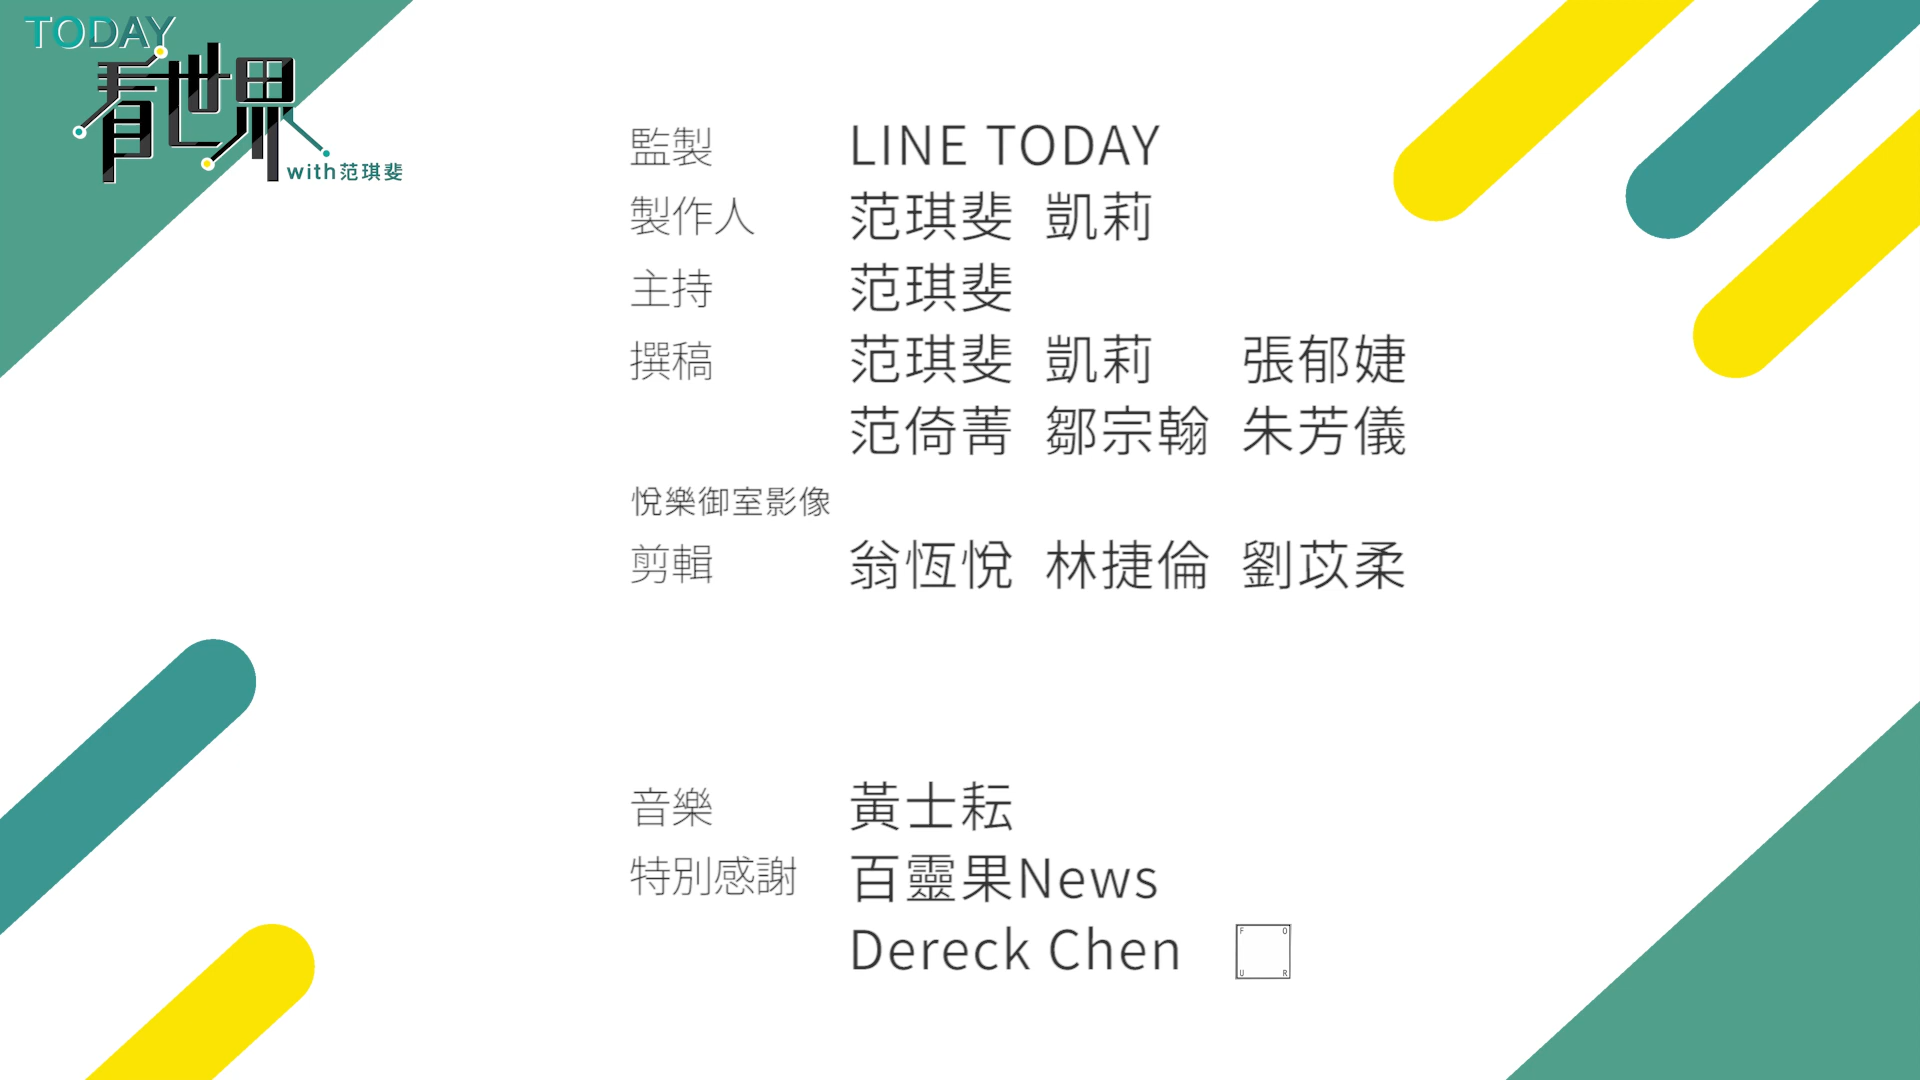 TODAY
看世界
with范琪斐
監製 LINE TODAY
製作人 范琪斐 凱莉
主持 范琪斐
撰稿 范琪斐 凱莉 張郁婕
范倚菁 鄒宗翰 朱芳儀
悅樂御室影像
剪輯 翁恆悅 林捷倫 劉苡柔
音樂 黃士耘
特別感謝 百靈果News
Dereck Chen
F O
U R